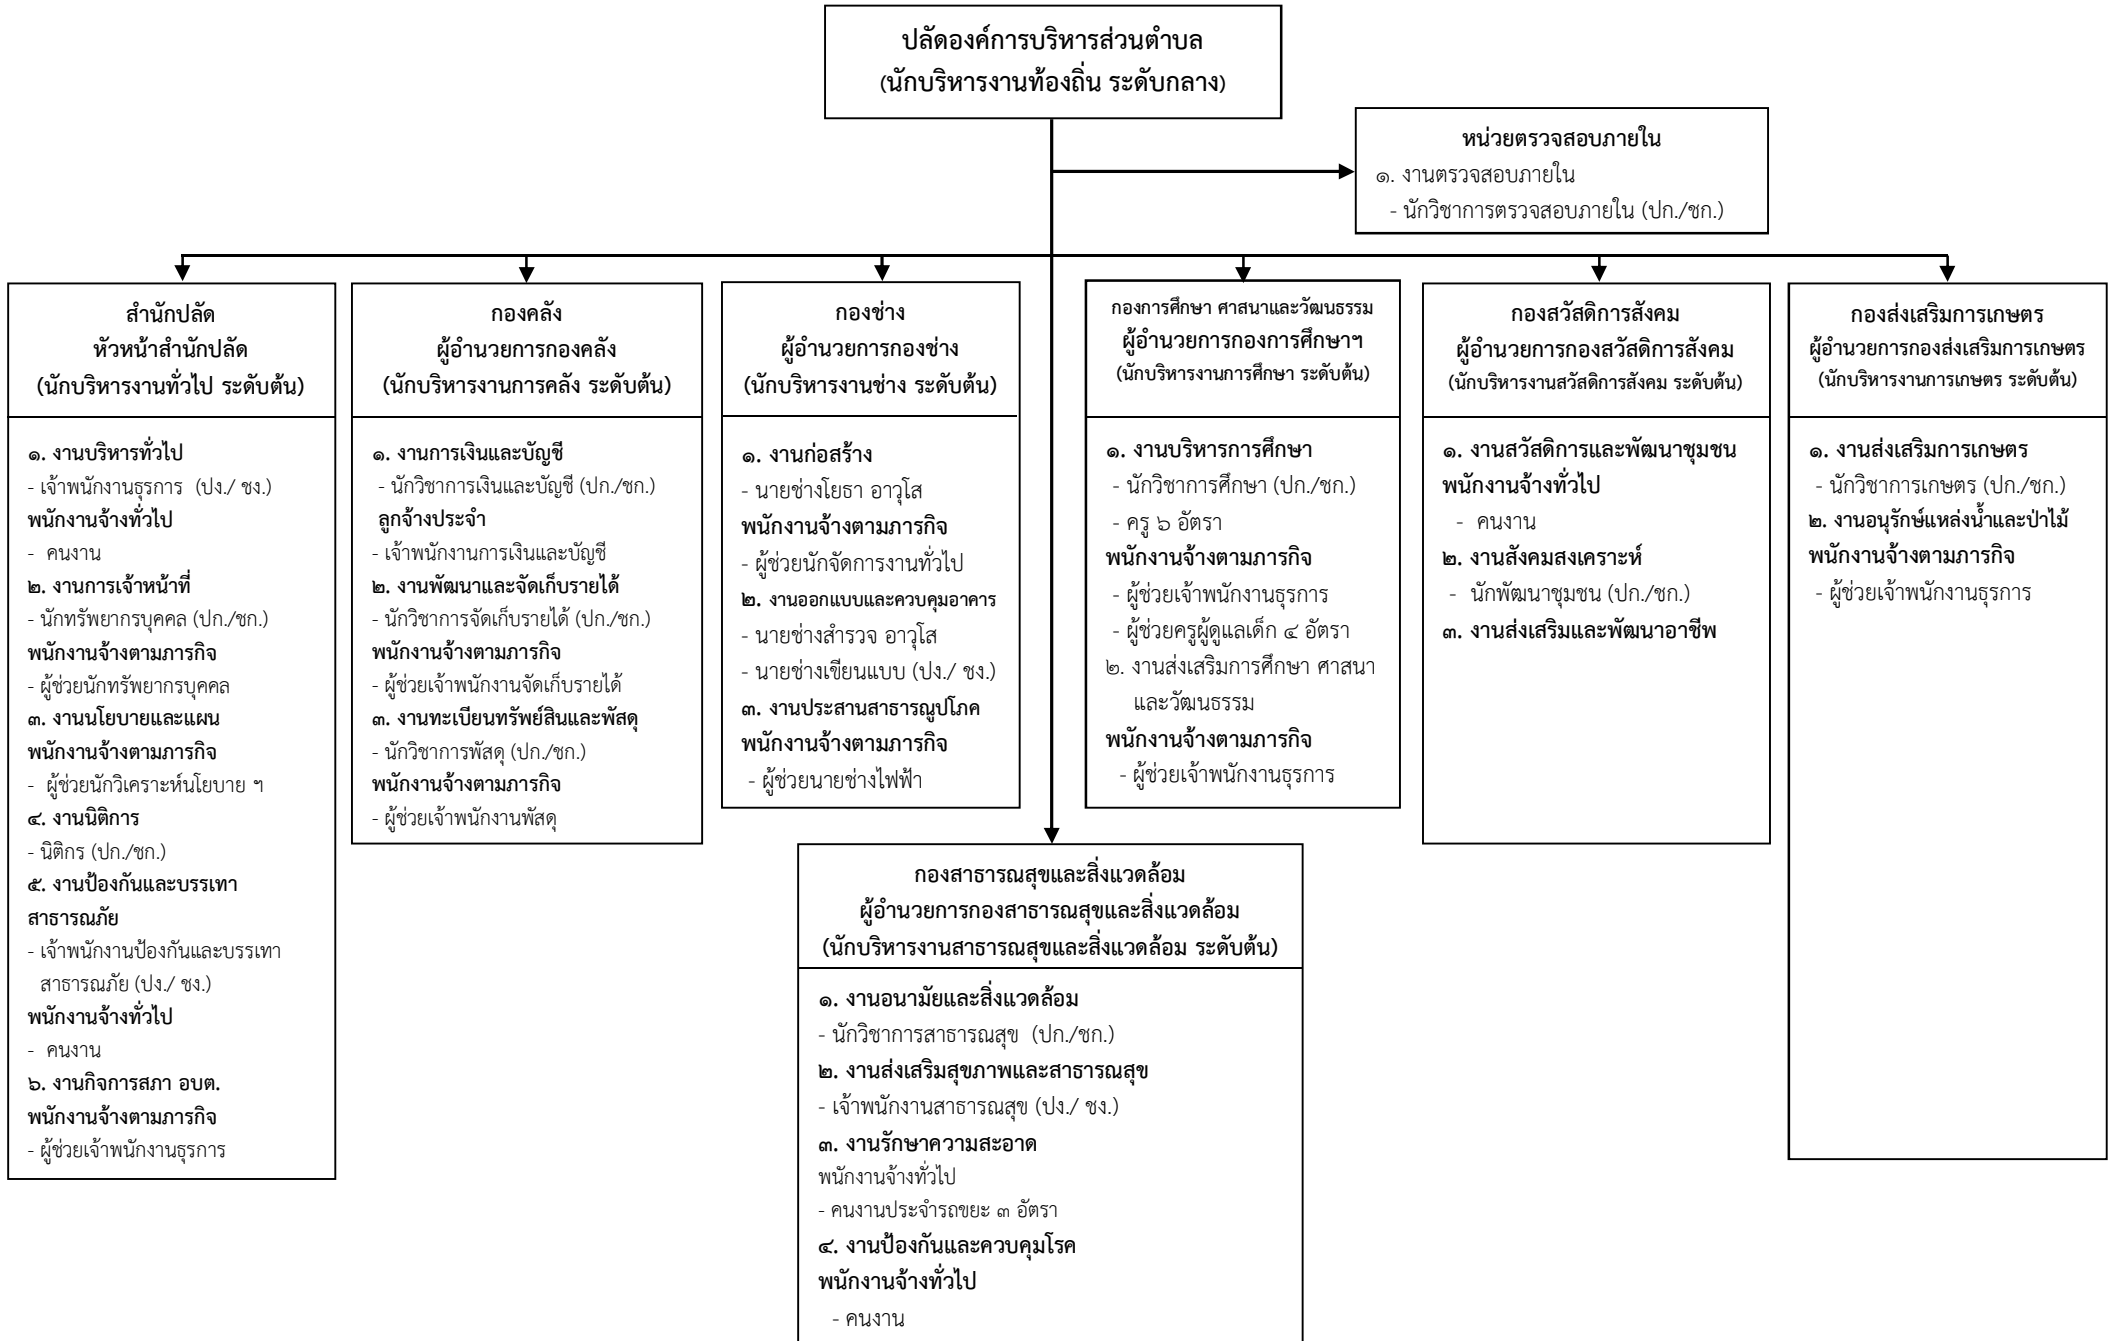 ปลัดองค์การบริหารส่วนตำบล
(นักบริหารงานท้องถิ่น ระดับกลาง)
หน่วยตรวจสอบภายใน
๑. งานตรวจสอบภายใน
- นักวิชาการตรวจสอบภายใน (ปก./ชก.)
สำนักปลัด
หัวหน้าสำนักปลัด
(นักบริหารงานทั่วไป ระดับต้น)
๑. งานบริหารทั่วไป
- เจ้าพนักงานธุรการ (ปง./ ชง.)
พนักงานจ้างทั่วไป
- คนงาน
๒. งานการเจ้าหน้าที่
- นักทรัพยากรบุคคล (ปก./ชก.)
พนักงานจ้างตามภารกิจ
- ผู้ช่วยนักทรัพยากรบุคคล
๓. งานนโยบายและแผน
พนักงานจ้างตามภารกิจ
- ผู้ช่วยนักวิเคราะห์นโยบาย ฯ
๔. งานนิติการ
- นิติกร (ปก./ชก.)
๕. งานป้องกันและบรรเทา
สาธารณภัย
- เจ้าพนักงานป้องกันและบรรเทา
สาธารณภัย (ปง./ ชง.)
พนักงานจ้างทั่วไป
- คนงาน
๖. งานกิจการสภา อบต.
พนักงานจ้างตามภารกิจ
- ผู้ช่วยเจ้าพนักงานธุรการ
กองคลัง
ผู้อำนวยการกองคลัง
(นักบริหารงานการคลัง ระดับต้น)
๑. งานการเงินและบัญชี
- นักวิชาการเงินและบัญชี (ปก./ชก.)
ลูกจ้างประจำ
- เจ้าพนักงานการเงินและบัญชี
๒. งานพัฒนาและจัดเก็บรายได้
- นักวิชาการจัดเก็บรายได้ (ปก./ชก.)
พนักงานจ้างตามภารกิจ
- ผู้ช่วยเจ้าพนักงานจัดเก็บรายได้
๓. งานทะเบียนทรัพย์สินและพัสดุ
- นักวิชาการพัสดุ (ปก./ชก.)
พนักงานจ้างตามภารกิจ
- ผู้ช่วยเจ้าพนักงานพัสดุ
กองช่าง
ผู้อำนวยการกองช่าง
(นักบริหารงานช่าง ระดับต้น)
๑. งานก่อสร้าง
- นายช่างโยธา อาวุโส
พนักงานจ้างตามภารกิจ
- ผู้ช่วยนักจัดการงานทั่วไป
๒. งานออกแบบและควบคุมอาคาร
- นายช่างสำรวจ อาวุโส
- นายช่างเขียนแบบ (ปง./ ชง.)
๓. งานประสานสาธารณูปโภค
พนักงานจ้างตามภารกิจ
- ผู้ช่วยนายช่างไฟฟ้า
กองการศึกษา ศาสนาและวัฒนธรรม
ผู้อำนวยการกองการศึกษาฯ
(นักบริหารงานการศึกษา ระดับต้น)
๑. งานบริหารการศึกษา
- นักวิชาการศึกษา (ปก./ชก.)
- ครู ๖ อัตรา
พนักงานจ้างตามภารกิจ
- ผู้ช่วยเจ้าพนักงานธุรการ
- ผู้ช่วยครูผู้ดูแลเด็ก ๔ อัตรา
๒. งานส่งเสริมการศึกษา ศาสนา
และวัฒนธรรม
พนักงานจ้างตามภารกิจ
- ผู้ช่วยเจ้าพนักงานธุรการ
กองสวัสดิการสังคม
ผู้อำนวยการกองสวัสดิการสังคม
(นักบริหารงานสวัสดิการสังคม ระดับต้น)
๑. งานสวัสดิการและพัฒนาชุมชน
พนักงานจ้างทั่วไป
- คนงาน
๒. งานสังคมสงเคราะห์
- นักพัฒนาชุมชน (ปก./ชก.)
๓. งานส่งเสริมและพัฒนาอาชีพ
กองส่งเสริมการเกษตร
ผู้อำนวยการกองส่งเสริมการเกษตร
(นักบริหารงานการเกษตร ระดับต้น)
๑. งานส่งเสริมการเกษตร
- นักวิชาการเกษตร (ปก./ชก.)
๒. งานอนุรักษ์แหล่งน้ำและป่าไม้
พนักงานจ้างตามภารกิจ
- ผู้ช่วยเจ้าพนักงานธุรการ
กองสาธารณสุขและสิ่งแวดล้อม
ผู้อำนวยการกองสาธารณสุขและสิ่งแวดล้อม
(นักบริหารงานสาธารณสุขและสิ่งแวดล้อม ระดับต้น)
๑. งานอนามัยและสิ่งแวดล้อม
- นักวิชาการสาธารณสุข (ปก./ชก.)
๒. งานส่งเสริมสุขภาพและสาธารณสุข
- เจ้าพนักงานสาธารณสุข (ปง./ ชง.)
๓. งานรักษาความสะอาด
พนักงานจ้างทั่วไป
- คนงานประจำรถขยะ ๓ อัตรา
๔. งานป้องกันและควบคุมโรค
พนักงานจ้างทั่วไป
- คนงาน